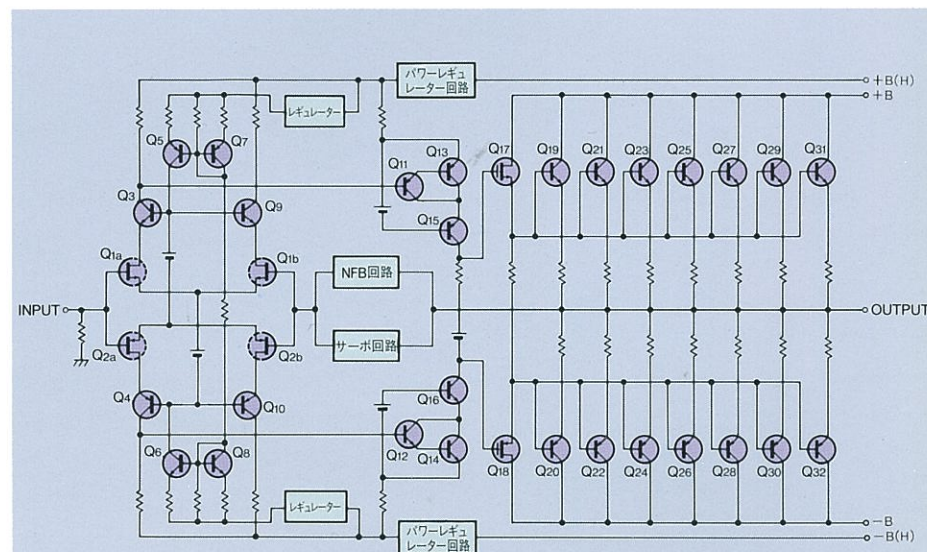 パワーレギュ
レーター回路
+B(H)
+B
レギュレーター
Q5
Q7
Q11
Q13
Q17
Q19
Q21
Q23
Q25
Q27
Q29
Q31
Q3
Q9
Q15
Q1a
Q1b
NFB回路
INPUT
OUTPUT
サーボ回路
Q2a
Q2b
Q4
Q10
Q16
Q6
Q8
Q12
Q14
Q18
Q20
Q22
Q24
Q26
Q28
Q30
Q32
レギュレーター
パワーレギュ
レーター回路
−B
−B(H)